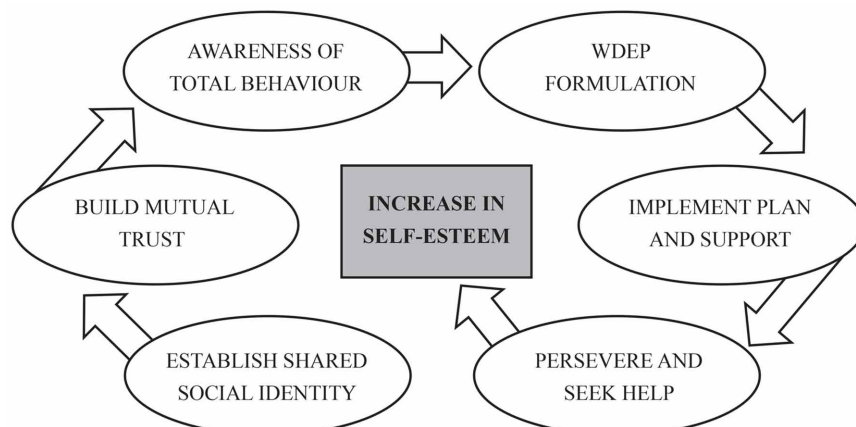 AWARENESS OF
TOTAL BEHAVIOUR
WDEP
FORMULATION
BUILD MUTUAL
TRUST
INCREASE IN
SELF-ESTEEM
IMPLEMENT PLAN
AND SUPPORT
ESTABLISH SHARED
SOCIAL IDENTITY
PERSEVERE AND
SEEK HELP